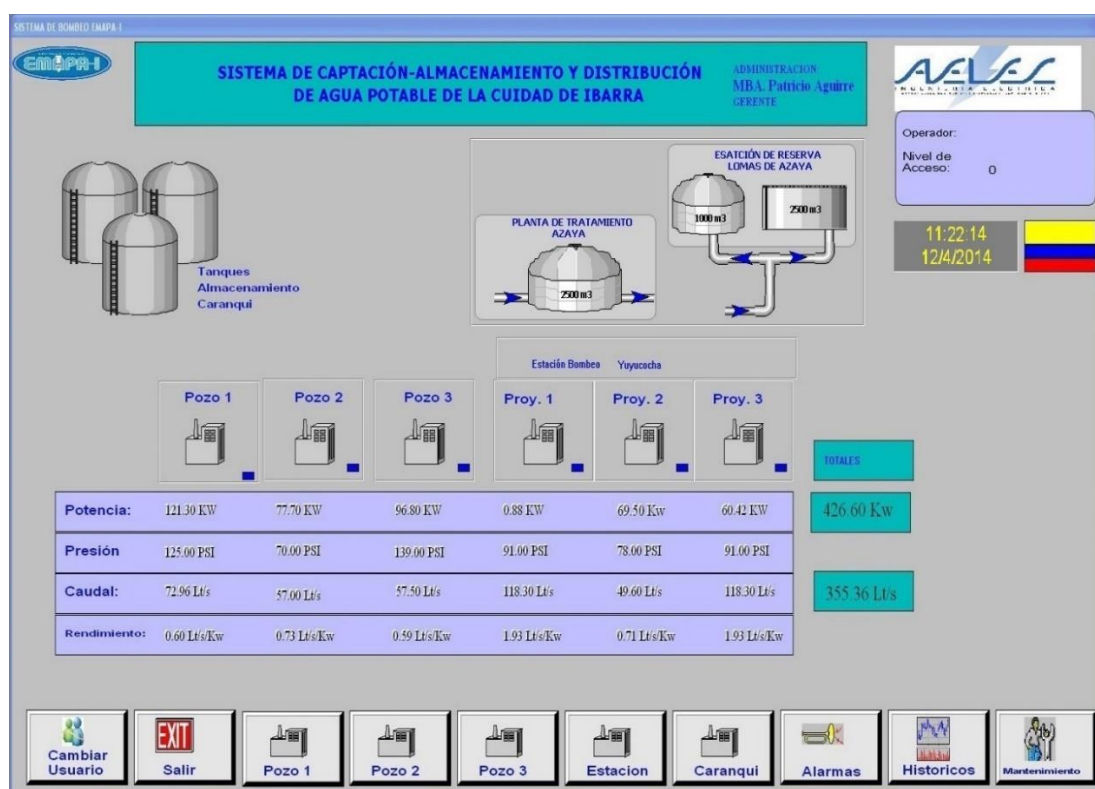 SISTEMA DE BOMBEO EMAPA-I
EMAPA-I
SISTEMA DE CAPTACIÓN-ALMACENAMIENTO Y DISTRIBUCIÓN
DE AGUA POTABLE DE LA CUIDAD DE IBARRA
ADMINISTRACION:
MBA. Patricio Aguirre
GERENTE
AELEC
INGENIERIA ELECTRICA
Operador:
Nivel de
Acceso: 0
11:22:14
12/4/2014
Tanques
Almacenamiento
Caranqui
PLANTA DE TRATAMIENTO
AZAYA
2500 m3
ESATCIÓN DE RESERVA
LOMAS DE AZAYA
1000 m3
2500 m3
Estación Bombeo Yuyucocha
Pozo 1 Pozo 2 Pozo 3 Proy. 1 Proy. 2 Proy. 3
TOTALES
Potencia: 121.30 KW 77.70 KW 96.80 KW 0.88 KW 69.50 Kw 60.42 KW 426.60 Kw
Presión 125.00 PSI 70.00 PSI 139.00 PSI 91.00 PSI 78.00 PSI 91.00 PSI
Caudal: 72.96 Lt/s 57.00 Lt/s 57.50 Lt/s 118.30 Lt/s 49.60 Lt/s 118.30 Lt/s 355.36 Lt/s
Rendimiento: 0.60 Lt/s/Kw 0.73 Lt/s/Kw 0.59 Lt/s/Kw 1.93 Lt/s/Kw 0.71 Lt/s/Kw 1.93 Lt/s/Kw
Cambiar
Usuario
EXIT
Salir
Pozo 1
Pozo 2
Pozo 3
Estacion
Caranqui
Alarmas
Historicos
Mantenimiento